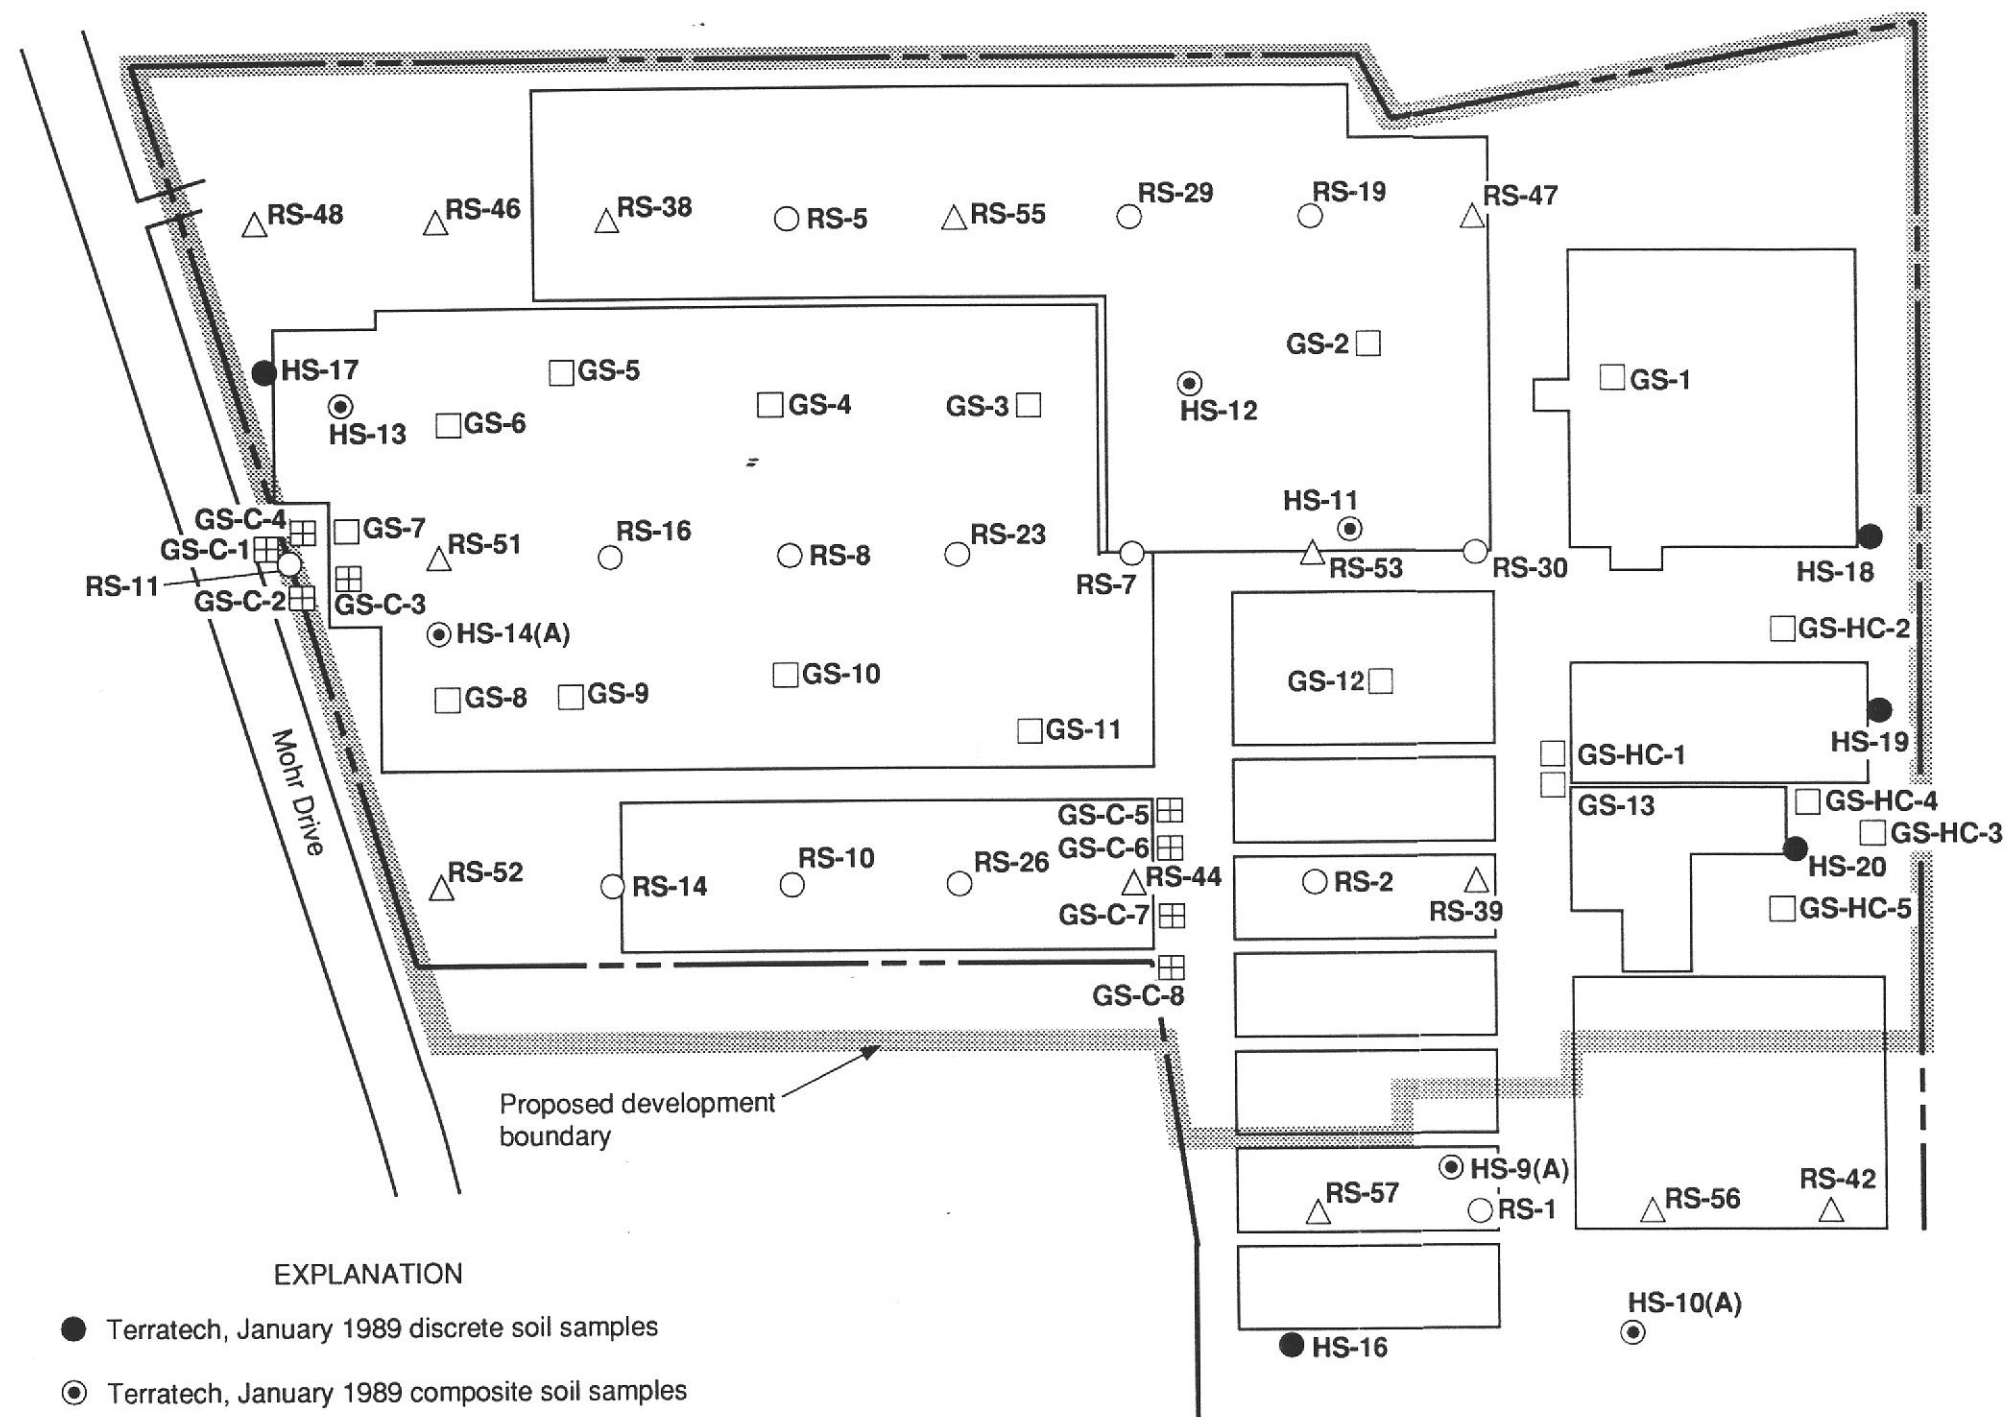 RS-48
RS-46
RS-38
RS-5
RS-55
RS-29
RS-19
RS-47
GS-2
GS-1
HS-17
GS-5
HS-13
GS-6
GS-4
GS-3
HS-12
HS-11
GS-C-4
GS-7
GS-C-1
RS-51
RS-16
RS-8
RS-23
RS-7
RS-53
RS-30
HS-18
RS-11
GS-C-2
GS-C-3
HS-14(A)
GS-HC-2
GS-8
GS-9
GS-10
GS-11
GS-12
HS-19
GS-HC-1
Mohr Drive
GS-C-5
GS-13
GS-HC-4
GS-HC-3
GS-C-6
RS-52
RS-14
RS-10
RS-26
RS-44
RS-2
RS-39
HS-20
GS-C-7
GS-HC-5
GS-C-8
Proposed development
boundary
HS-9(A)
RS-57
RS-1
RS-56
RS-42
HS-10(A)
HS-16
EXPLANATION
Terratech, January 1989 discrete soil samples
Terratech, January 1989 composite soil samples